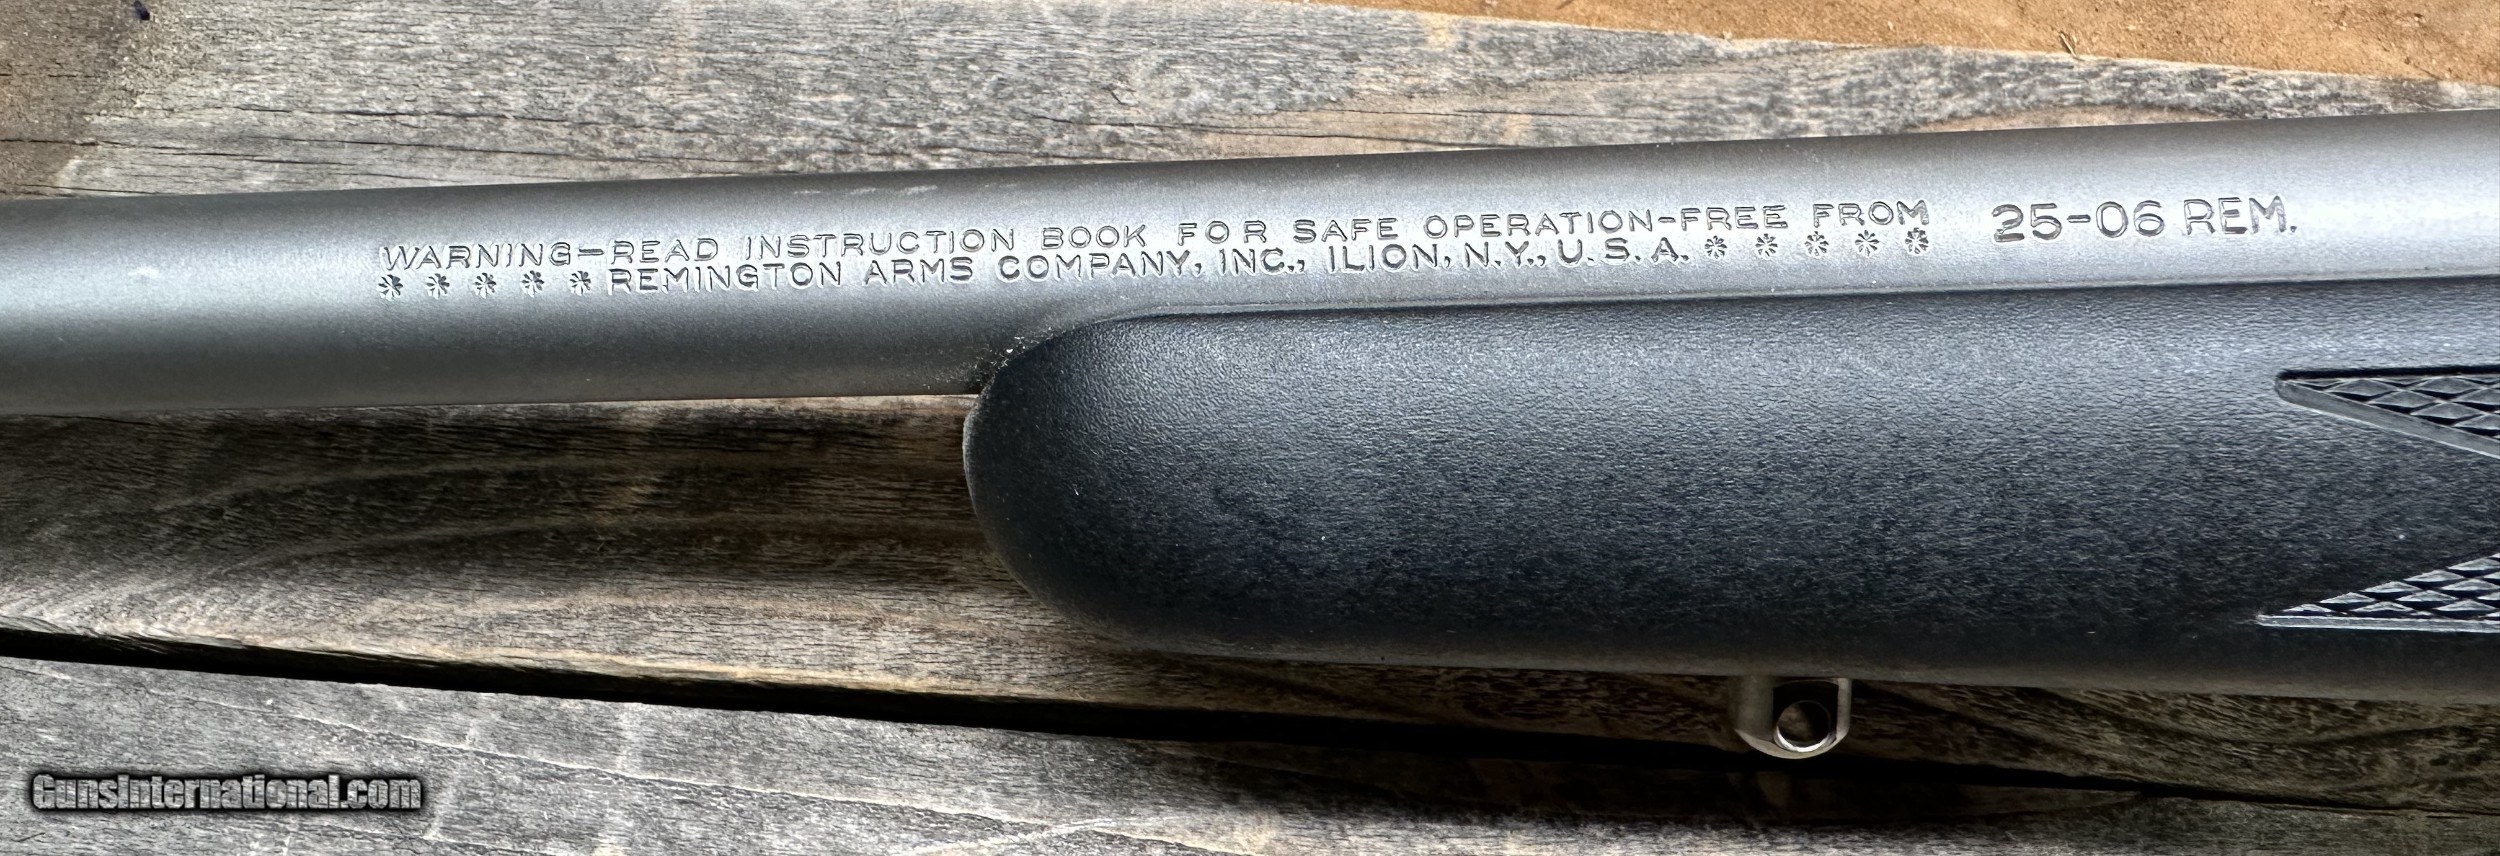 WARNING-READ INSTRUCTION BOOK FOR SAFE OPERATION-FREE FROM 25-06 REM.
* * * * * REMINGTON ARMS COMPANY, INC., ILION, N.Y., U.S.A. * * * * *
GunsInternational.com